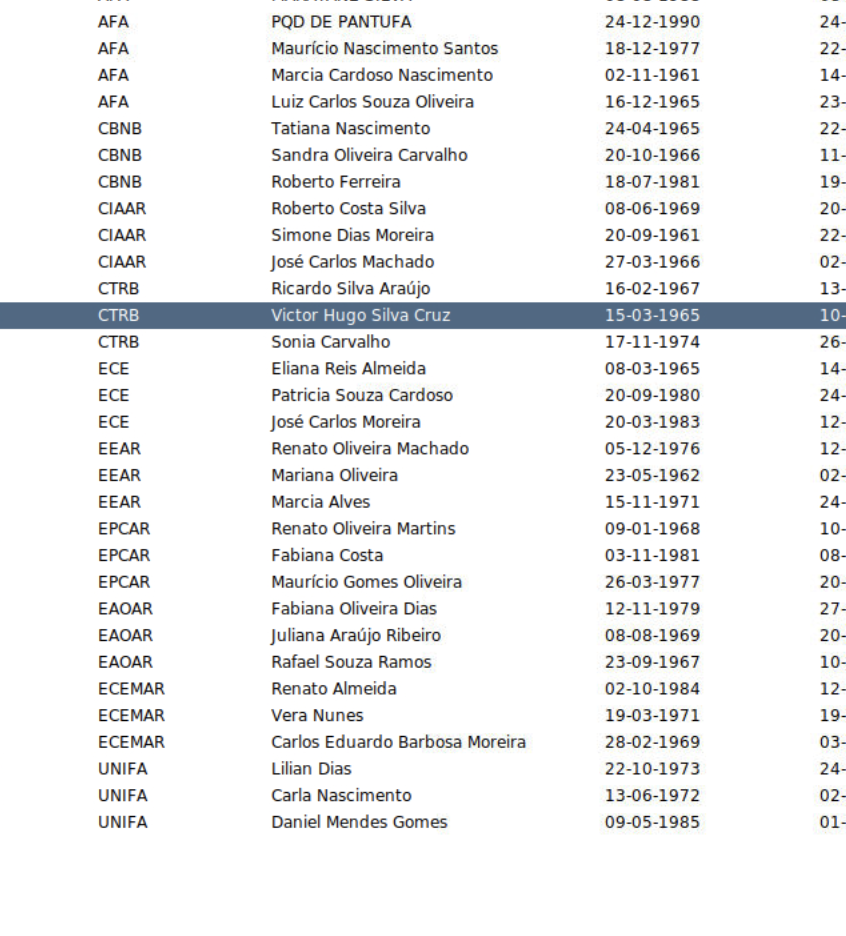 AFA PQD DE PANTUFA 24-12-1990 24-
AFA Maurício Nascimento Santos 18-12-1977 22-
AFA Marcia Cardoso Nascimento 02-11-1961 14-
AFA Luiz Carlos Souza Oliveira 16-12-1965 23-
CBNB Tatiana Nascimento 24-04-1965 22-
CBNB Sandra Oliveira Carvalho 20-10-1966 11-
CBNB Roberto Ferreira 18-07-1981 19-
CIAAR Roberto Costa Silva 08-06-1969 20-
CIAAR Simone Dias Moreira 20-09-1961 22-
CIAAR José Carlos Machado 27-03-1966 02-
CTRB Ricardo Silva Araújo 16-02-1967 13-
CTRB Victor Hugo Silva Cruz 15-03-1965 10-
CTRB Sonia Carvalho 17-11-1974 26-
ECE Eliana Reis Almeida 08-03-1965 14-
ECE Patricia Souza Cardoso 20-09-1980 24-
ECE José Carlos Moreira 20-03-1983 12-
EEAR Renato Oliveira Machado 05-12-1976 12-
EEAR Mariana Oliveira 23-05-1962 02-
EEAR Marcia Alves 15-11-1971 24-
EPCAR Renato Oliveira Martins 09-01-1968 10-
EPCAR Fabiana Costa 03-11-1981 08-
EPCAR Maurício Gomes Oliveira 26-03-1977 20-
EAOAR Fabiana Oliveira Dias 12-11-1979 27-
EAOAR Juliana Araújo Ribeiro 08-08-1969 20-
EAOAR Rafael Souza Ramos 23-09-1967 10-
ECEMAR Renato Almeida 02-10-1984 12-
ECEMAR Vera Nunes 19-03-1971 19-
ECEMAR Carlos Eduardo Barbosa Moreira 28-02-1969 03-
UNIFA Lilian Dias 22-10-1973 24-
UNIFA Carla Nascimento 13-06-1972 02-
UNIFA Daniel Mendes Gomes 09-05-1985 01-